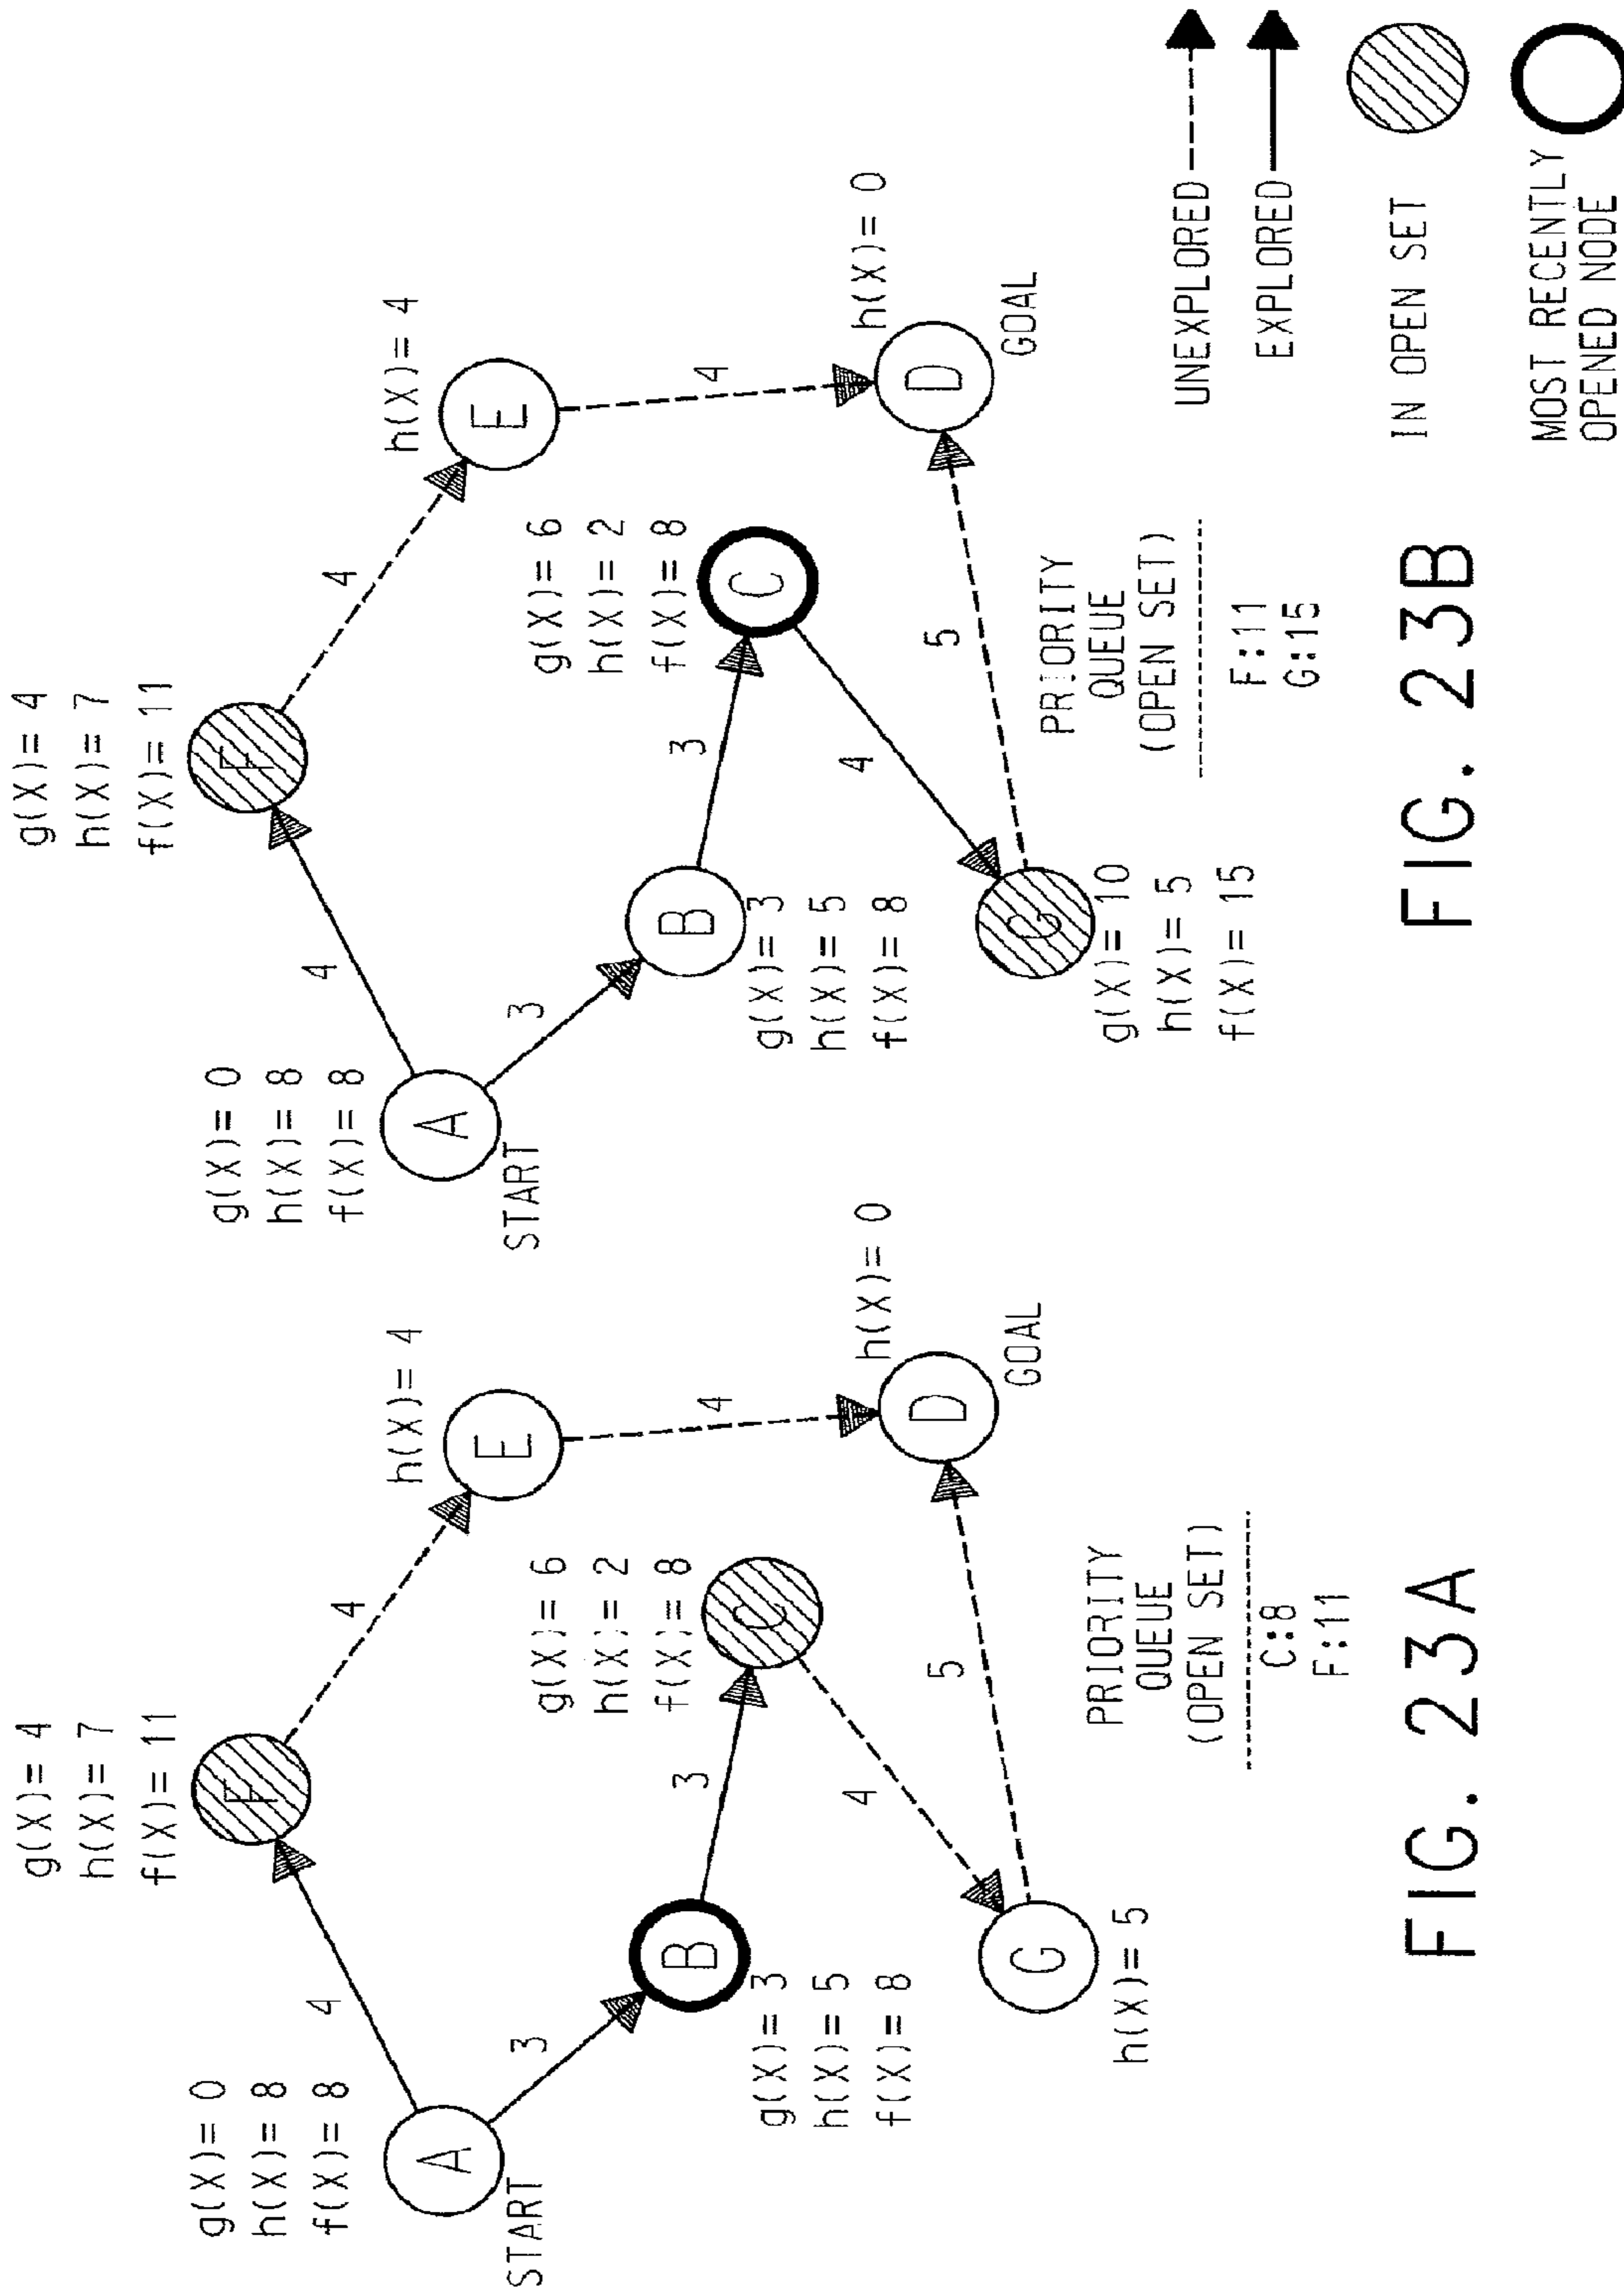 g(X)= 0
h(X)= 8
f(X)= 8
A
START
4
g(X)= 4
h(X)= 7
f(X)= 11
F
4
h(X)= 4
E
4
3
B
g(X)= 3
h(X)= 5
f(X)= 8
3
g(X)= 6
h(X)= 2
f(X)= 8
C
4
G
h(X)= 5
5
h(X)= 0
D
GOAL
PRIORITY
QUEUE
(OPEN SET)
C:8
F:11
FIG. 23A
g(X)= 0
h(X)= 8
f(X)= 8
A
START
4
g(X)= 4
h(X)= 7
f(X)= 11
F
4
h(X)= 4
E
4
3
B
g(X)= 3
h(X)= 5
f(X)= 8
3
g(X)= 6
h(X)= 2
f(X)= 8
C
4
G
g(X)= 10
h(X)= 5
f(X)= 15
5
h(X)= 0
D
GOAL
PRIORITY
QUEUE
(OPEN SET)
F:11
G:15
FIG. 23B
UNEXPLORED
EXPLORED
IN OPEN SET
MOST RECENTLY
OPENED NODE